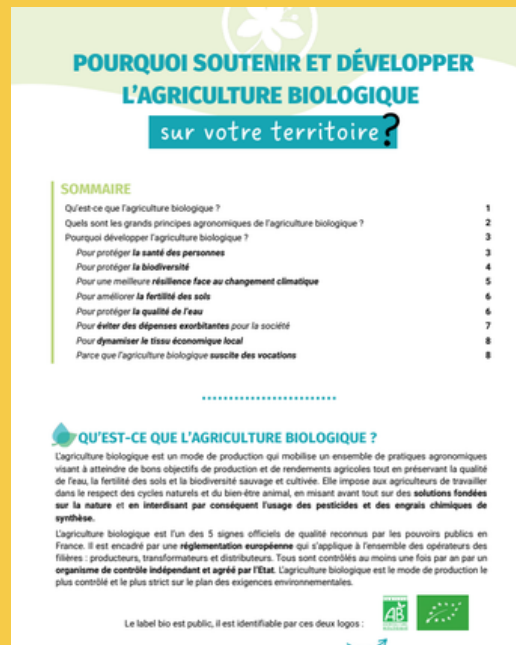 POURQUOI SOUTENIR ET DÉVELOPPER
L'AGRICULTURE BIOLOGIQUE
sur votre territoire ?
SOMMAIRE
Qu'est-ce que l'agriculture biologique ? 1
Quels sont les grands principes agronomiques de l'agriculture biologique ? 2
Pourquoi développer l'agriculture biologique ? 3
Pour protéger la santé des personnes 3
Pour protéger la biodiversité 4
Pour une meilleure résilience face au changement climatique 5
Pour améliorer la fertilité des sols 6
Pour protéger la qualité de l'eau 6
Pour éviter des dépenses exorbitantes pour la société 7
Pour dynamiser le tissu économique local 8
Parce que l'agriculture biologique suscite des vocations 8
QU'EST-CE QUE L'AGRICULTURE BIOLOGIQUE ?
L'agriculture biologique est un mode de production qui mobilise un ensemble de pratiques agronomiques
visant à atteindre de bons objectifs de production et de rendements agricoles tout en préservant la qualité
de l'eau, la fertilité des sols et la biodiversité sauvage et cultivée. Elle impose aux agriculteurs de travailler
dans le respect des cycles naturels et du bien-être animal, en misant avant tout sur des solutions fondées
sur la nature et en interdisant par conséquent l'usage des pesticides et des engrais chimiques de
synthèse.
L'agriculture biologique est l'un des 5 signes officiels de qualité reconnus par les pouvoirs publics en
France. Il est encadré par une réglementation européenne qui s'applique à l'ensemble des opérateurs des
filières : producteurs, transformateurs et distributeurs. Tous sont contrôlés au moins une fois par an par un
organisme de contrôle indépendant et agréé par l'Etat. L'agriculture biologique est le mode de production le
plus contrôlé et le plus strict sur le plan des exigences environnementales.
Le label bio est public, il est identifiable par ces deux logos :
AB